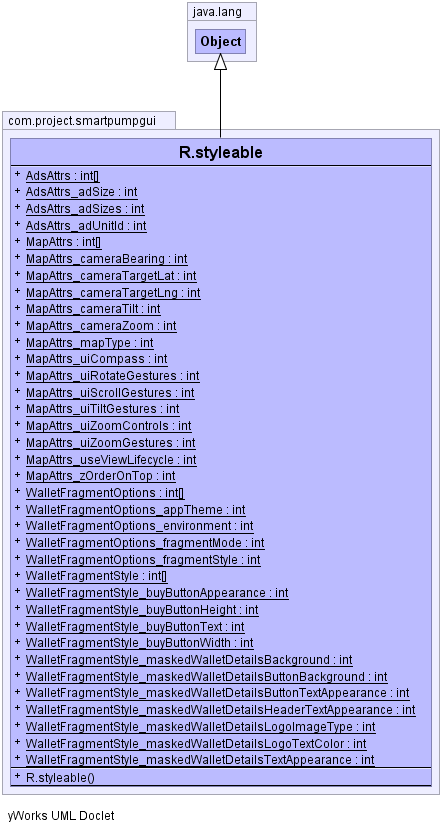 java.lang
Object
com.project.smartpumpgui
R.styleable
+ AdsAttrs : int[]
+ AdsAttrs_adSize : int
+ AdsAttrs_adSizes : int
+ AdsAttrs_adUnitId : int
+ MapAttrs : int[]
+ MapAttrs_cameraBearing : int
+ MapAttrs_cameraTargetLat : int
+ MapAttrs_cameraTargetLng : int
+ MapAttrs_cameraTilt : int
+ MapAttrs_cameraZoom : int
+ MapAttrs_mapType : int
+ MapAttrs_uiCompass : int
+ MapAttrs_uiRotateGestures : int
+ MapAttrs_uiScrollGestures : int
+ MapAttrs_uiTiltGestures : int
+ MapAttrs_uiZoomControls : int
+ MapAttrs_uiZoomGestures : int
+ MapAttrs_useViewLifecycle : int
+ MapAttrs_zOrderOnTop : int
+ WalletFragmentOptions : int[]
+ WalletFragmentOptions_appTheme : int
+ WalletFragmentOptions_environment : int
+ WalletFragmentOptions_fragmentMode : int
+ WalletFragmentOptions_fragmentStyle : int
+ WalletFragmentStyle : int[]
+ WalletFragmentStyle_buyButtonAppearance : int
+ WalletFragmentStyle_buyButtonHeight : int
+ WalletFragmentStyle_buyButtonText : int
+ WalletFragmentStyle_buyButtonWidth : int
+ WalletFragmentStyle_maskedWalletDetailsBackground : int
+ WalletFragmentStyle_maskedWalletDetailsButtonBackground : int
+ WalletFragmentStyle_maskedWalletDetailsButtonTextAppearance : int
+ WalletFragmentStyle_maskedWalletDetailsHeaderTextAppearance : int
+ WalletFragmentStyle_maskedWalletDetailsLogoImageType : int
+ WalletFragmentStyle_maskedWalletDetailsLogoTextColor : int
+ WalletFragmentStyle_maskedWalletDetailsTextAppearance : int
+ R.styleable()
yWorks UML Doclet